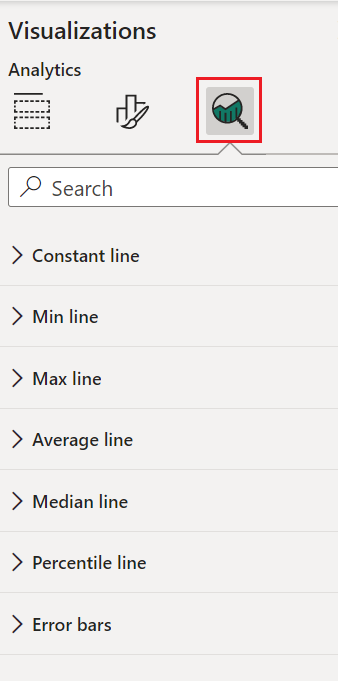 Visualizations
Analytics
Search
Constant line
Min line
Max line
Average line
Median line
Percentile line
Error bars